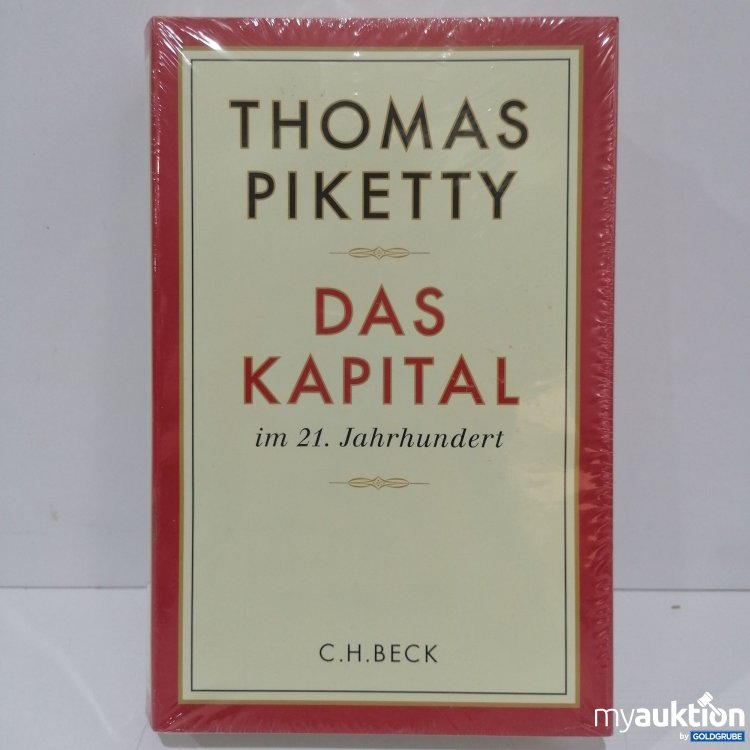 THOMAS
PIKETTY
DAS
KAPITAL
im 21. Jahrhundert
C.H.BECK
myauktion
by GOLDGRUBE